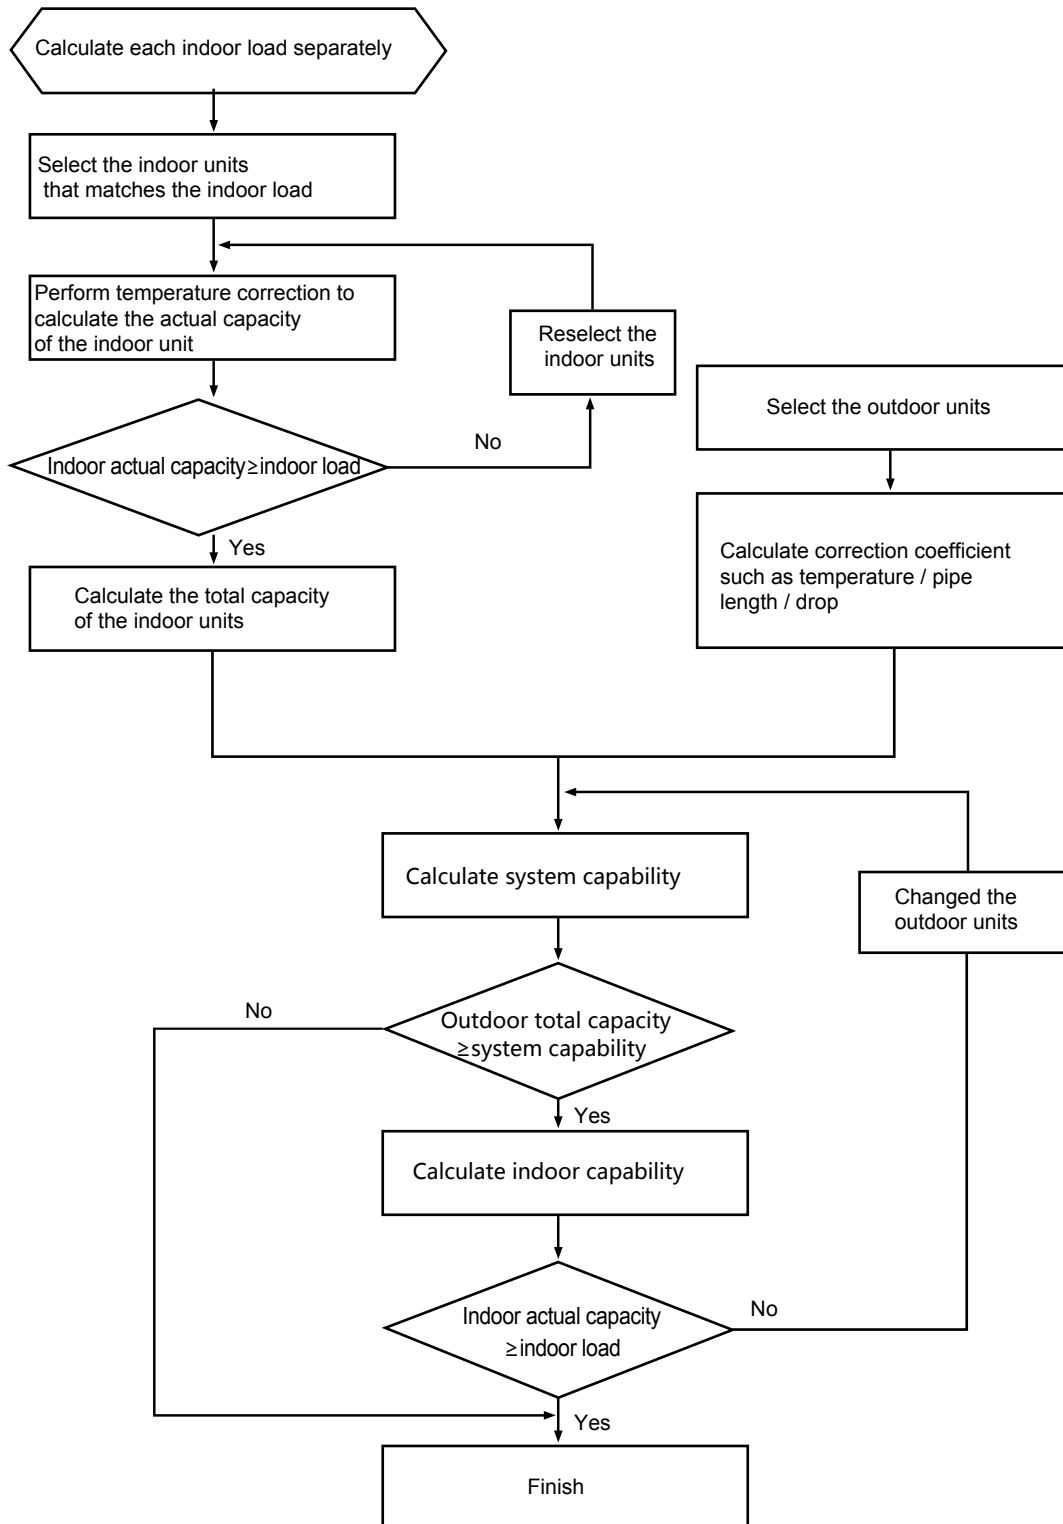 Calculate each indoor load separately
Select the indoor units
that matches the indoor load
Perform temperature correction to
calculate the actual capacity
of the indoor unit
Reselect the
indoor units
Indoor actual capacity≥indoor load
No
Yes
Calculate the total capacity
of the indoor units
Select the outdoor units
Calculate correction coefficient
such as temperature / pipe
length / drop
Calculate system capability
Changed the
outdoor units
No
Outdoor total capacity
≥system capability
Yes
Calculate indoor capability
Indoor actual capacity
≥indoor load
No
Yes
Finish